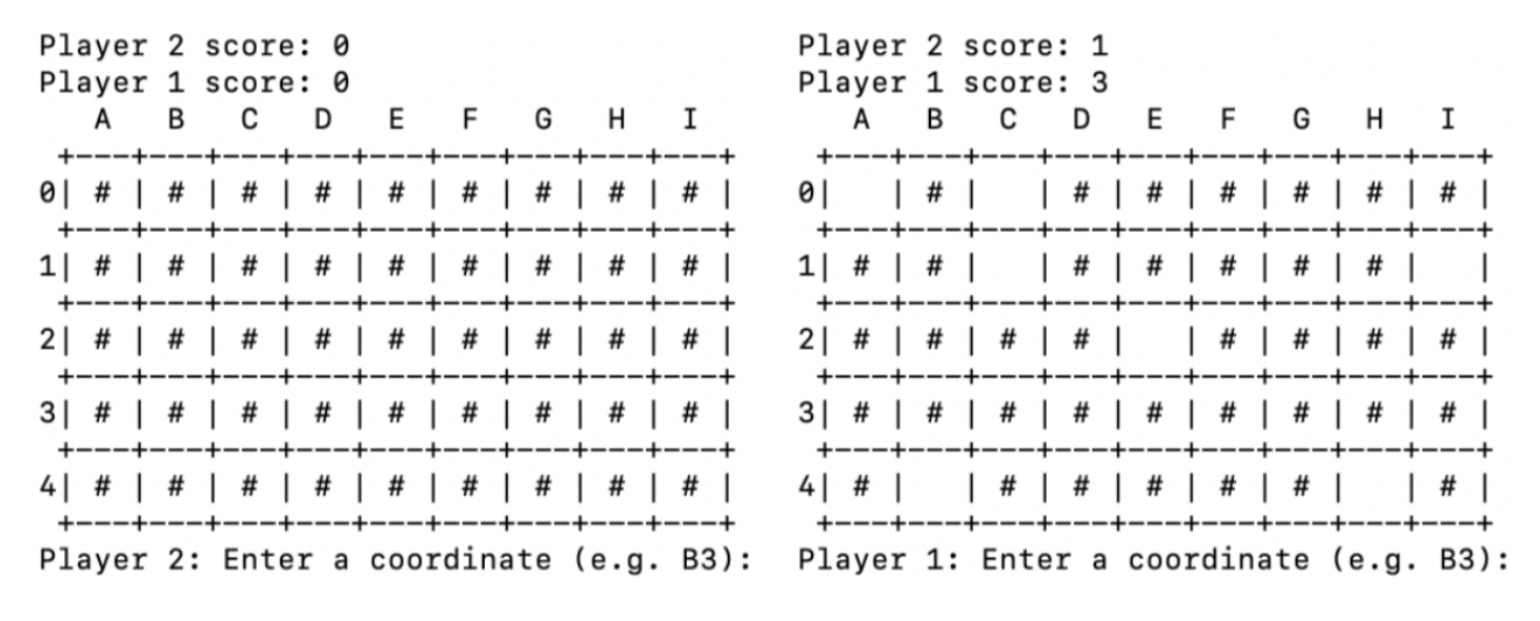 Player 2 score: 0
Player 1 score: 0
    A   B   C   D   E   F   G   H   I
  +---+---+---+---+---+---+---+---+---+
0| # | # | # | # | # | # | # | # | # |
  +---+---+---+---+---+---+---+---+---+
1| # | # | # | # | # | # | # | # | # |
  +---+---+---+---+---+---+---+---+---+
2| # | # | # | # | # | # | # | # | # |
  +---+---+---+---+---+---+---+---+---+
3| # | # | # | # | # | # | # | # | # |
  +---+---+---+---+---+---+---+---+---+
4| # | # | # | # | # | # | # | # | # |
  +---+---+---+---+---+---+---+---+---+
Player 2: Enter a coordinate (e.g. B3):
Player 2 score: 1
Player 1 score: 3
    A   B   C   D   E   F   G   H   I
  +---+---+---+---+---+---+---+---+---+
0|   | # |   | # | # | # | # | # | # |
  +---+---+---+---+---+---+---+---+---+
1| # | # |   | # | # | # | # | # |   |
  +---+---+---+---+---+---+---+---+---+
2| # | # | # | # |   | # | # | # | # |
  +---+---+---+---+---+---+---+---+---+
3| # | # | # | # | # | # | # | # | # |
  +---+---+---+---+---+---+---+---+---+
4| # |   | # | # | # | # | # |   | # |
  +---+---+---+---+---+---+---+---+---+
Player 1: Enter a coordinate (e.g. B3):